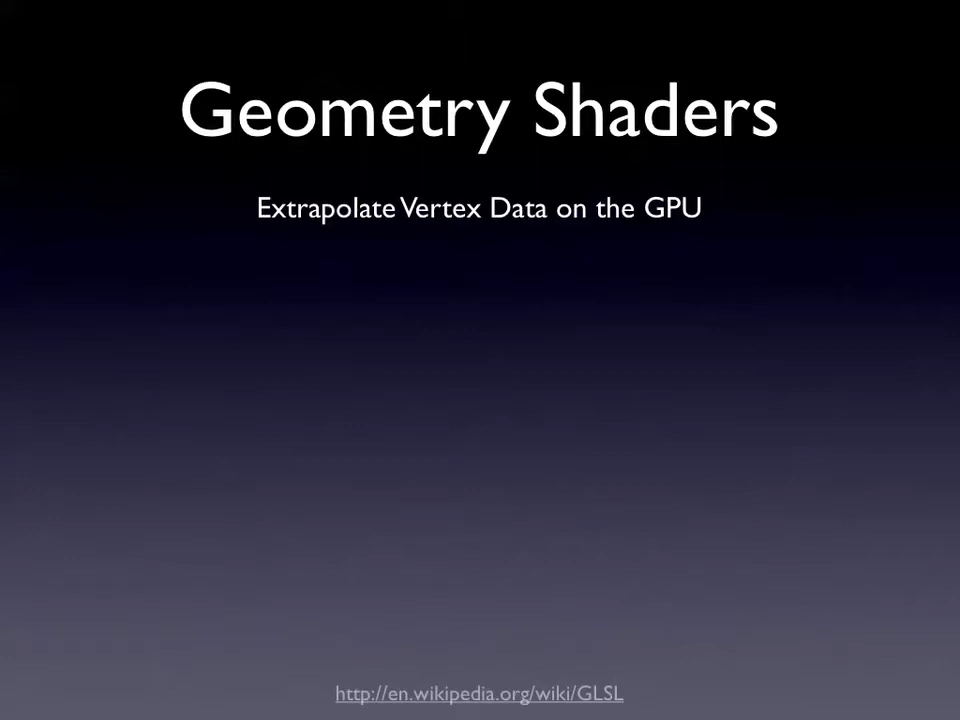 Geometry Shaders
Extrapolate Vertex Data on the GPU
http://en.wikipedia.org/wiki/GLSL